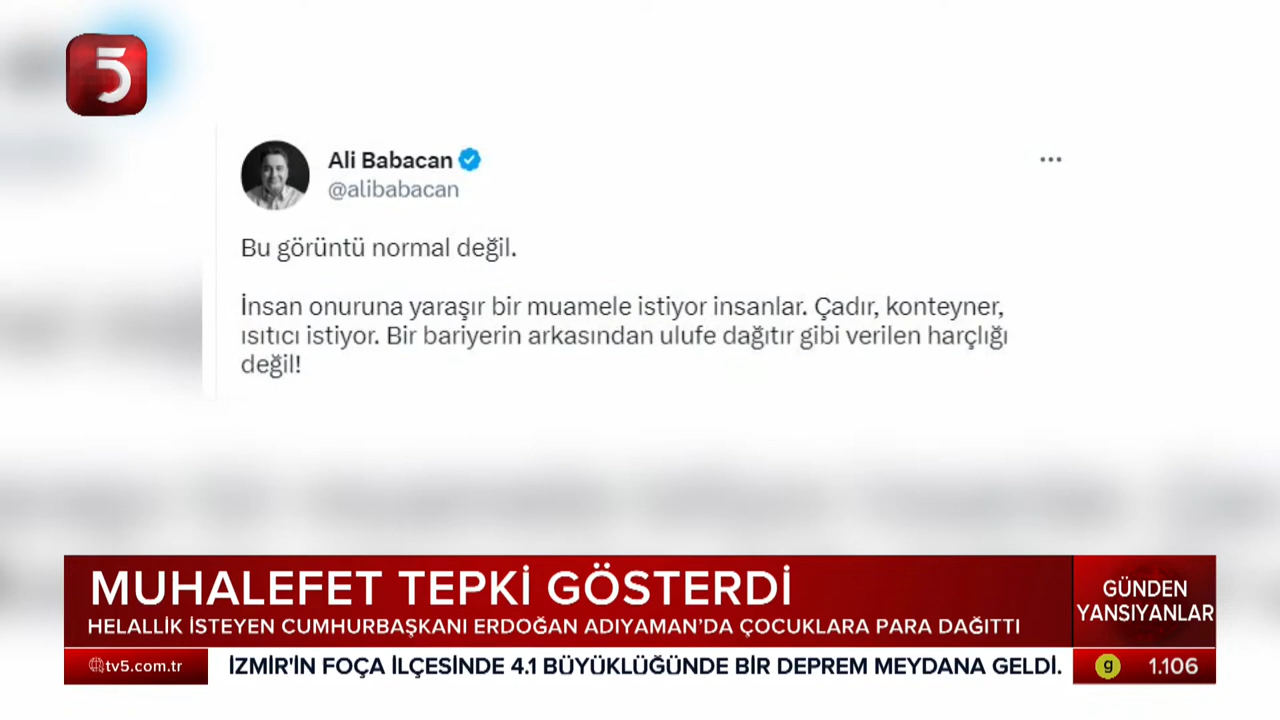 5
Ali Babacan
@alibabacan
Bu görüntü normal değil.
İnsan onuruna yaraşır bir muamele istiyor insanlar. Çadır, konteyner,
ısıtıcı istiyor. Bir bariyerin arkasından ulufe dağıtır gibi verilen harçlığı
değil!
MUHALEFET TEPKİ GÖSTERDİ
HELALLİK İSTEYEN CUMHURBAŞKANI ERDOĞAN ADIYAMAN'DA ÇOCUKLARA PARA DAĞITTI
GÜNDEN
YANSIYANLAR
tv5.com.tr
İZMİR'İN FOÇA İLÇESİNDE 4.1 BÜYÜKLÜĞÜNDE BİR DEPREM MEYDANA GELDİ.
g 1.106